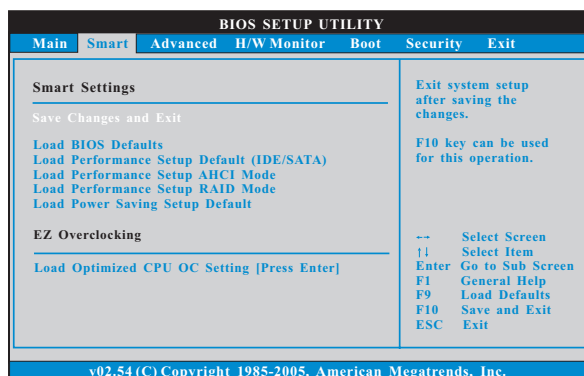 BIOS SETUP UTILITY
Main Smart Advanced H/W Monitor Boot Security Exit
Smart Settings
Save Changes and Exit
Load BIOS Defaults
Load Performance Setup Default (IDE/SATA)
Load Performance Setup AHCI Mode
Load Performance Setup RAID Mode
Load Power Saving Setup Default
EZ Overclocking
Load Optimized CPU OC Setting [Press Enter]
Exit system setup
after saving the
changes.
F10 key can be used
for this operation.
←→ Select Screen
↑↓ Select Item
Enter Go to Sub Screen
F1 General Help
F9 Load Defaults
F10 Save and Exit
ESC Exit
v02.54 (C) Copyright 1985-2005, American Megatrends, Inc.